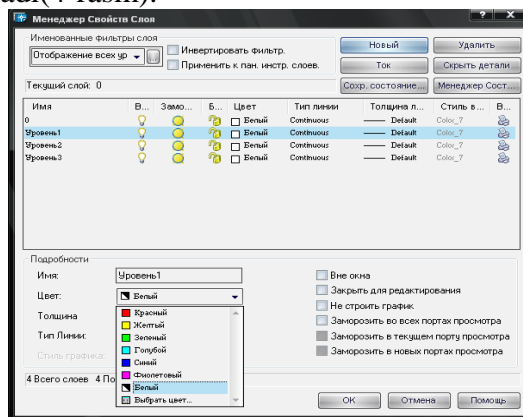 adi(4-rasm).
Менеджер Свойств Слоя
Именованные Фильтры слоя
Отображение всех ур
Инвертировать Фильтр.
Применить к пан. инстр. слоев.
Новый
Удалить
Ток
Скрыть детали
Текущий слой: 0
Сохр. состояние...
Менеджер Сост....
Имя В... Замо... Б... Цвет Тип линии Толщина л... Стиль в... В...
0 Белый Continuous Default Color_7
Уровень1 Белый Continuous Default Color_7
Уровень2 Белый Continuous Default Color_7
Уровень3 Белый Continuous Default Color_7
Подробности
Имя: Уровень1
Вне окна
Закрыть для редактирования
Цвет: Белый
Не строить график
Толщина
Красный
Желтый
Заморозить во всех портах просмотра
Тип Линии:
Зеленый
Заморозить в текущем порту просмотра
Голубой
Стиль графика:
Синий
Заморозить в новых портах просмотра
Фиолетовый
4 Всего слоев 4 По
Белый
Выбрать цвет...
OK
Отмена
Помощь